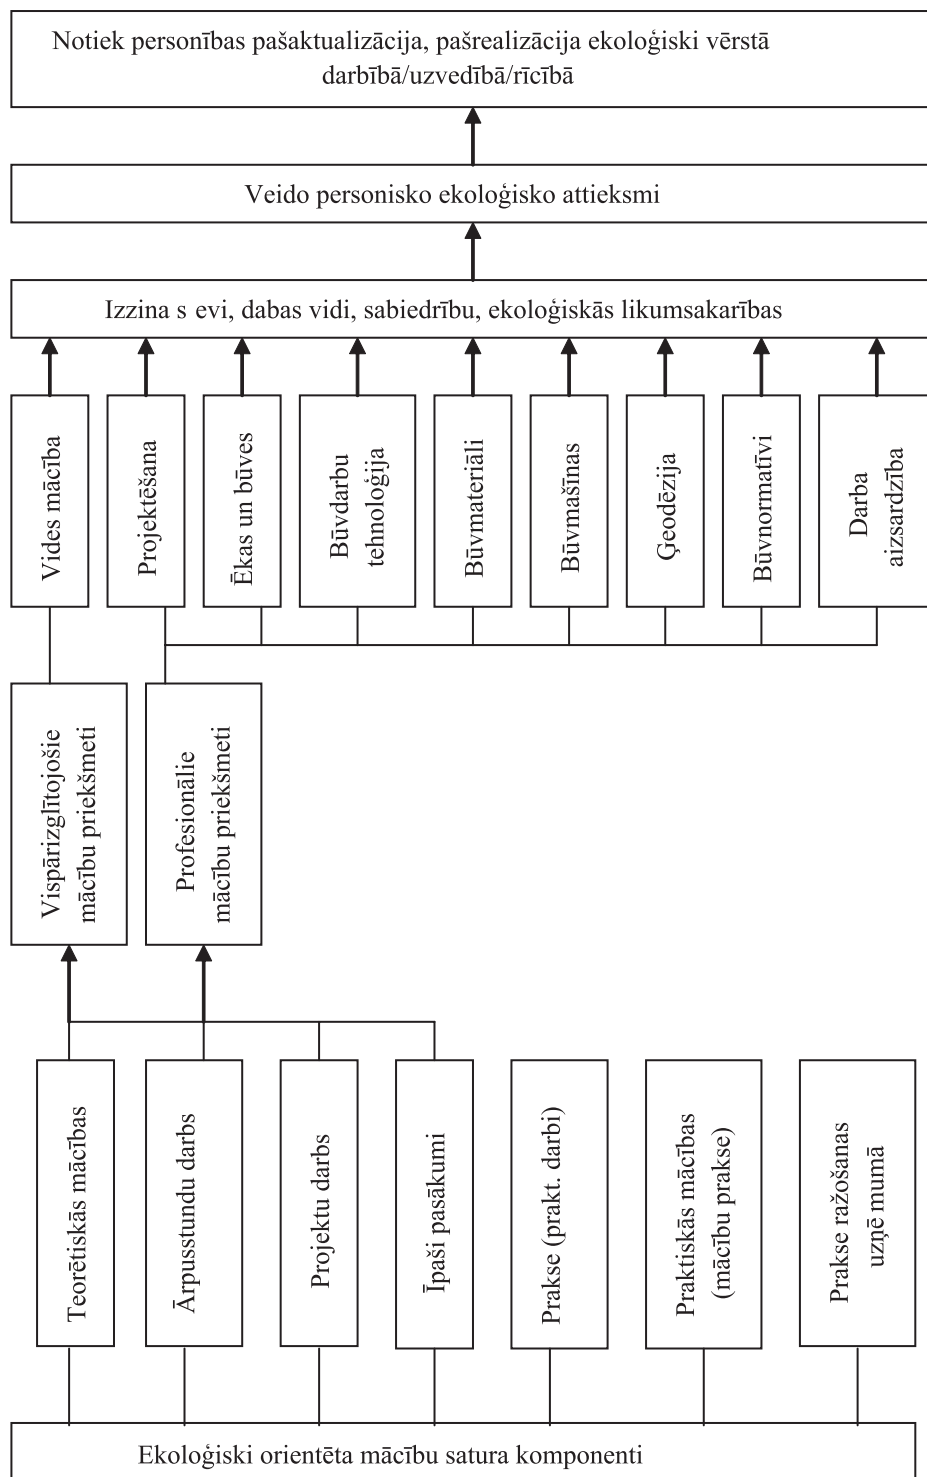 Notiek personības pašaktualizācija, pašrealizācija ekoloģiski vērstā
darbībā/uzvedībā/rīcībā
Veido personisko ekoloģisko attieksmi
Izzina s evi, dabas vidi, sabiedrību, ekoloģiskās likumsakarības
Vides mācība
Projektēšana
Ēkas un būves
Būvdarbu
tehnoloģija
Būvmateriāli
Būvmašīnas
Ģeodēzija
Būvnormatīvi
Darba
aizsardzība
Vispārizglītojošie
mācību priekšmeti
Profesionālie
mācību priekšmeti
Teorētiskās mācības
Ārpusstundu darbs
Projektu darbs
Īpaši pasākumi
Prakse (prakt. darbi)
Praktiskās mācības
(mācību prakse)
Prakse ražošanas
uzņē mumā
Ekoloģiski orientēta mācību satura komponenti